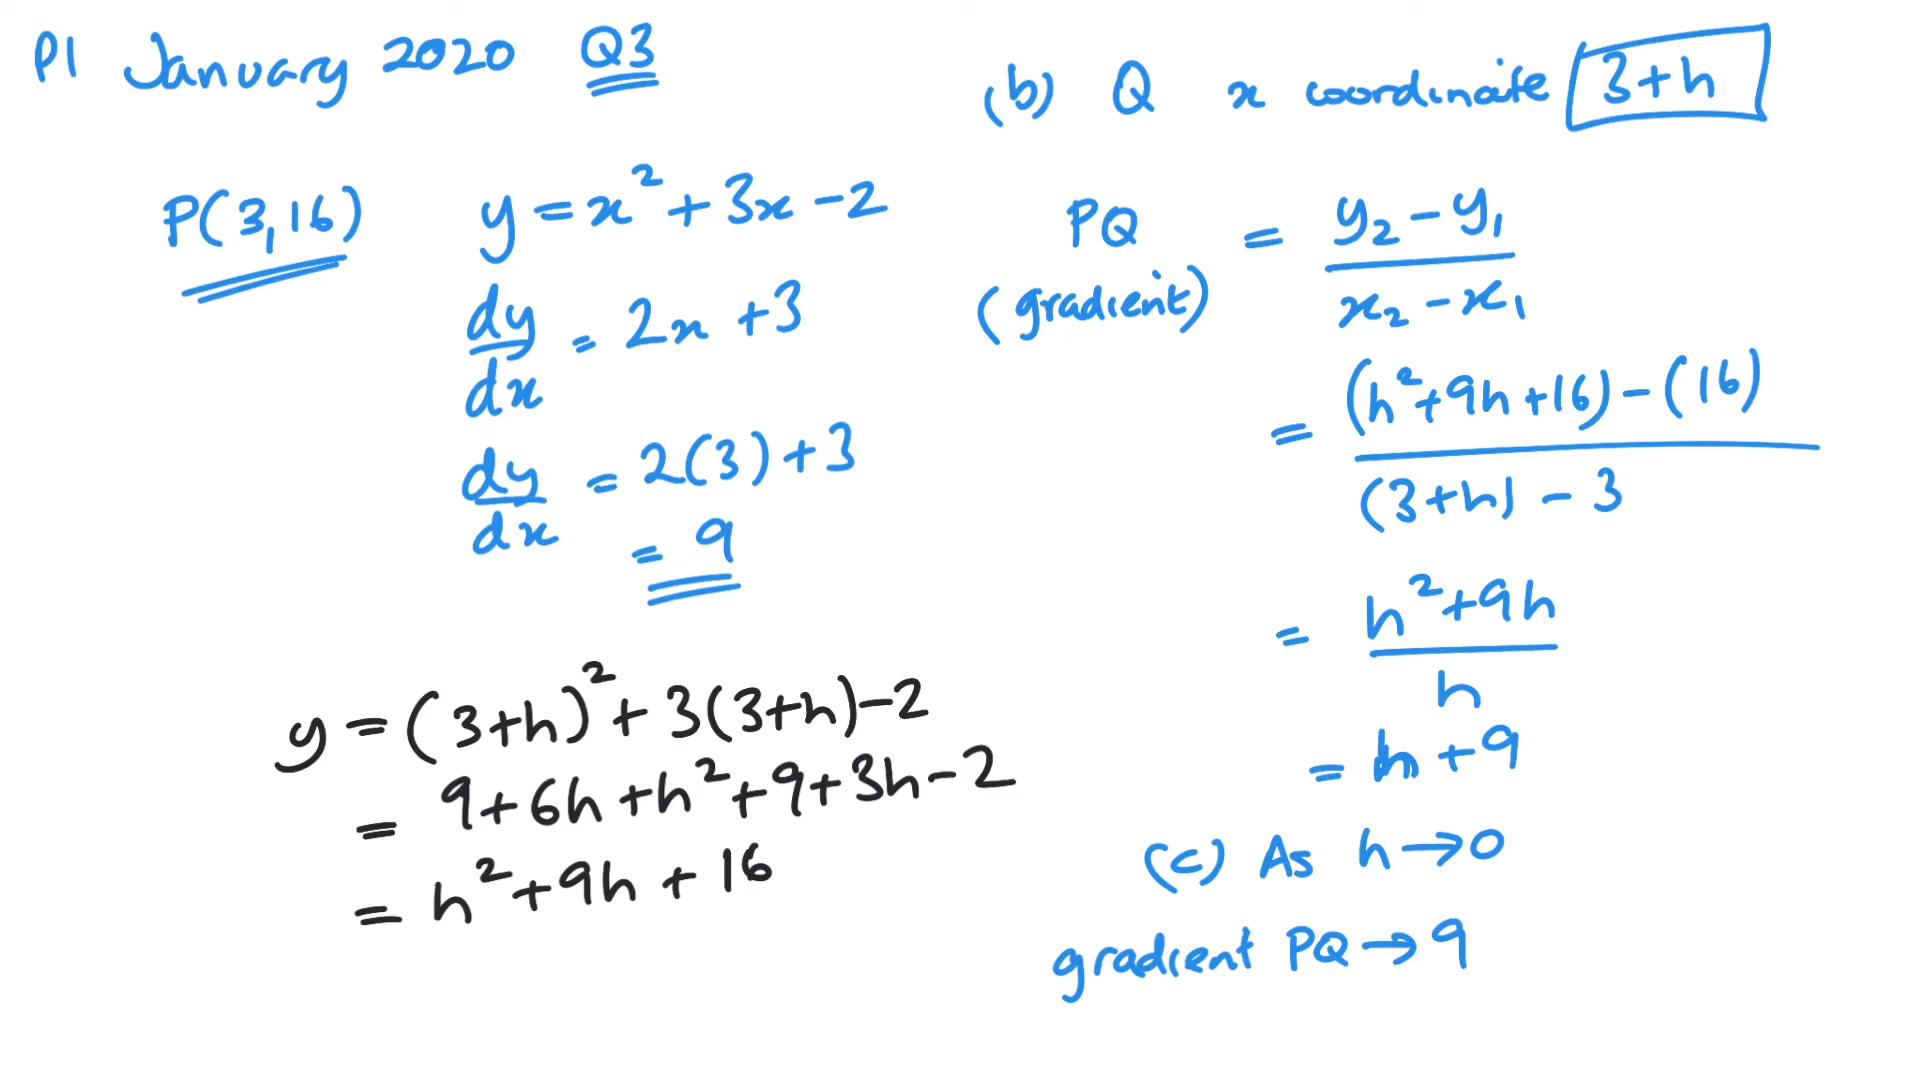 P1 January 2020 Q3
P(3,16)
y = x² + 3x - 2
dy/dx = 2x + 3
dy/dx = 2(3) + 3
= 9
y = (3+h)² + 3(3+h) - 2
= 9 + 6h + h² + 9 + 3h - 2
= h² + 9h + 16
(b) Q x coordinate 3+h
PQ (gradient) = (y₂ - y₁)/(x₂ - x₁)
= ((h² + 9h + 16) - (16))/((3+h) - 3)
= (h² + 9h)/h
= h + 9
(c) As h → 0
gradient PQ → 9